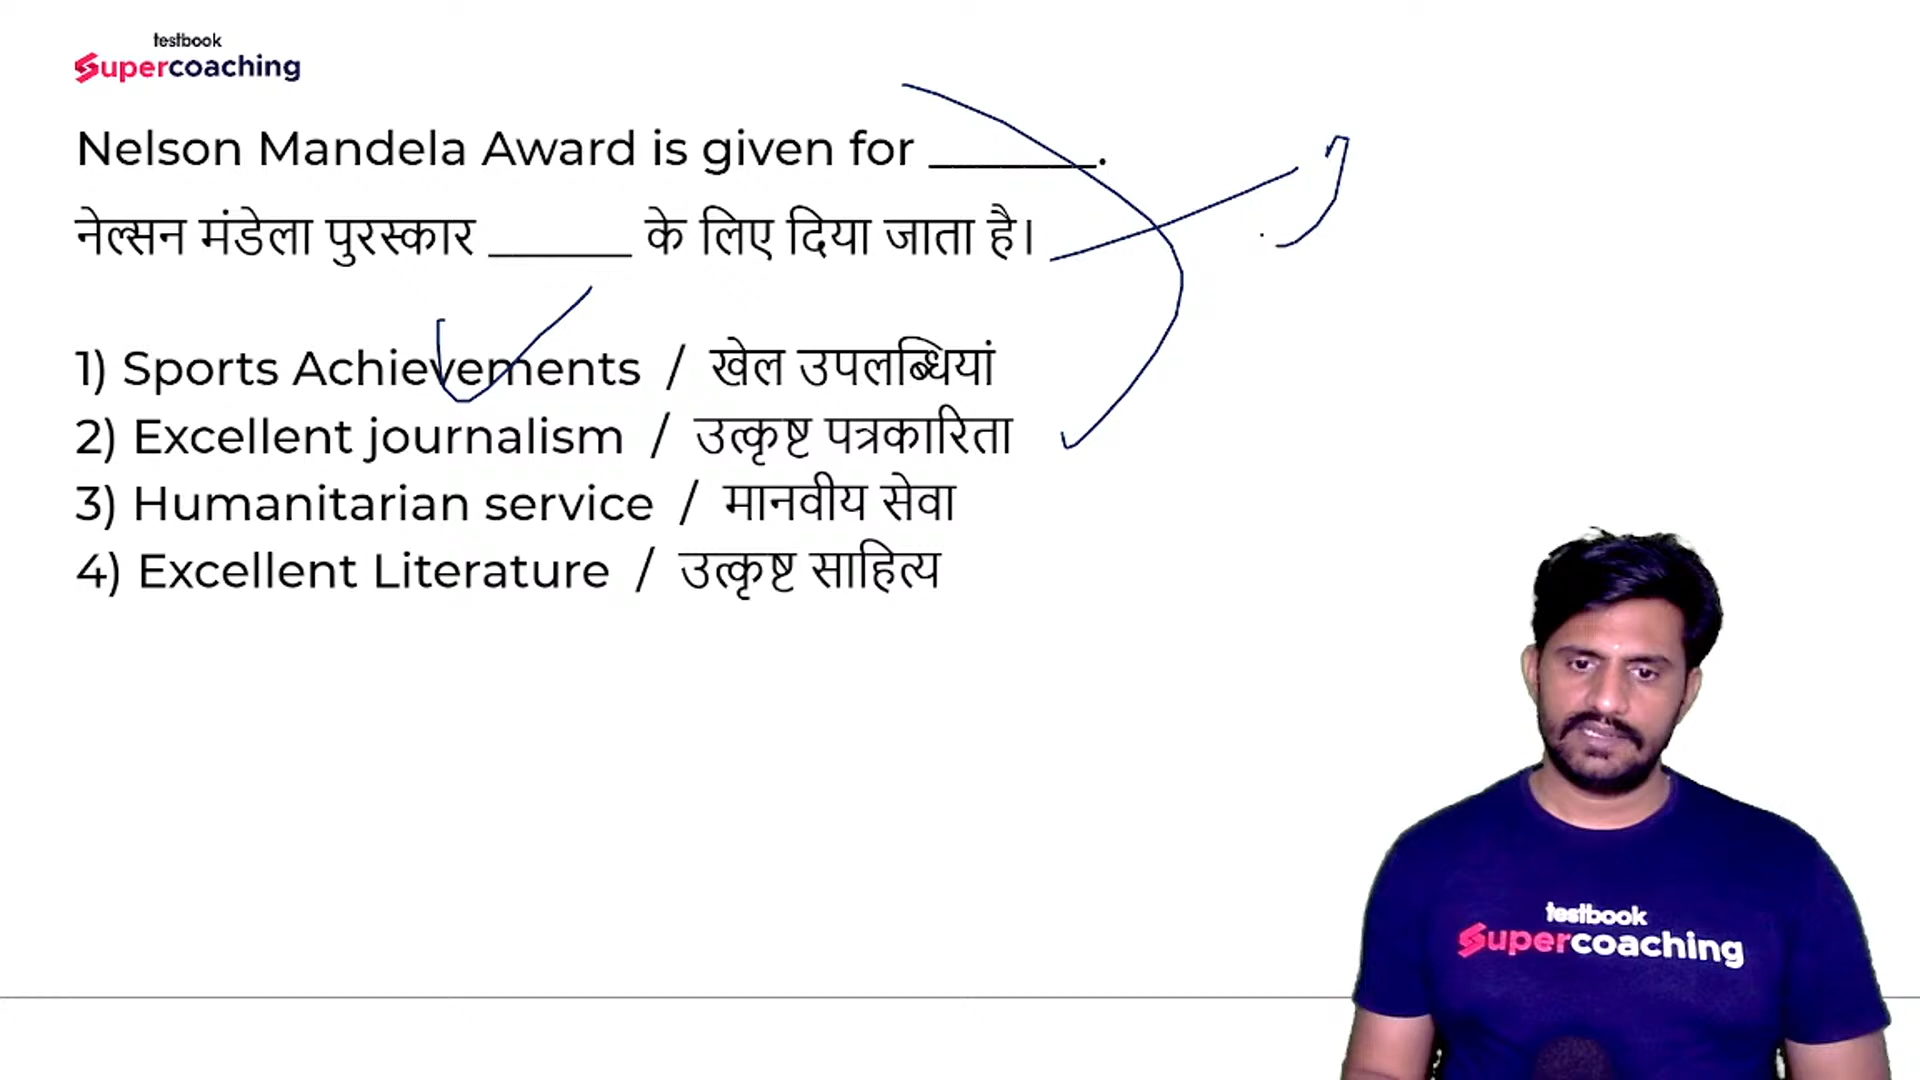 testbook
Supercoaching
Nelson Mandela Award is given for _______.
नेल्सन मंडेला पुरस्कार ______ के लिए दिया जाता है।
1) Sports Achievements / खेल उपलब्धियां
2) Excellent journalism / उत्कृष्ट पत्रकारिता
3) Humanitarian service / मानवीय सेवा
4) Excellent Literature / उत्कृष्ट साहित्य
testbook
Supercoaching